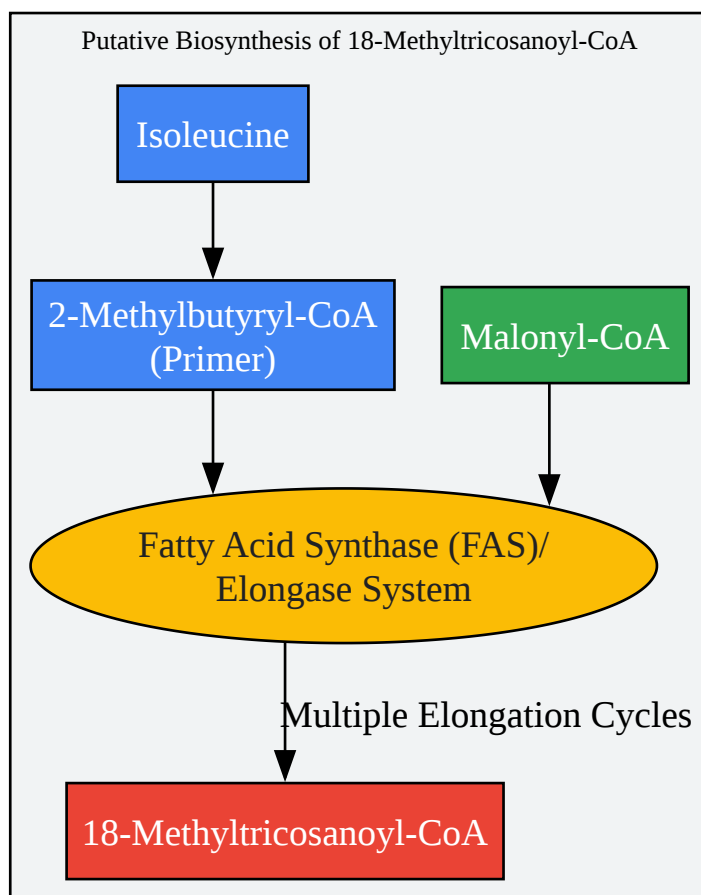 Putative Biosynthesis of 18-Methyltricosanoyl-CoA
Isoleucine
2-Methylbutyryl-CoA
(Primer)
Malonyl-CoA
Fatty Acid Synthase (FAS)/
Elongase System
Multiple Elongation Cycles
18-Methyltricosanoyl-CoA